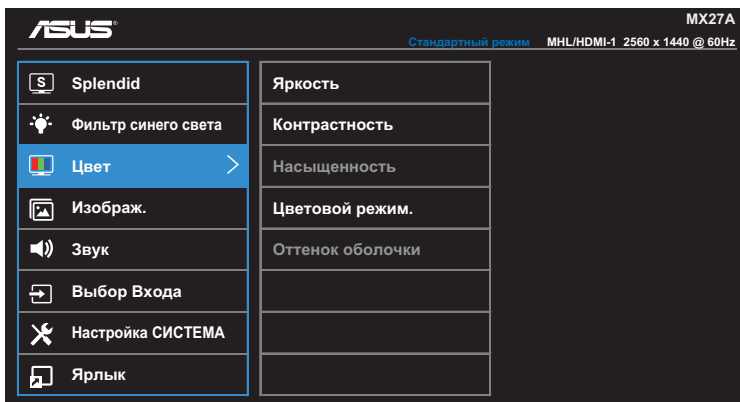 ASUS
MX27A
Стандартный режим MHL/HDMI-1 2560 x 1440 @ 60Hz
S Splendid
Фильтр синего света
Цвет
Изображ.
Звук
Выбор Входа
Настройка СИСТЕМА
Ярлык
Яркость
Контрастность
Насыщенность
Цветовой режим.
Оттенок оболочки